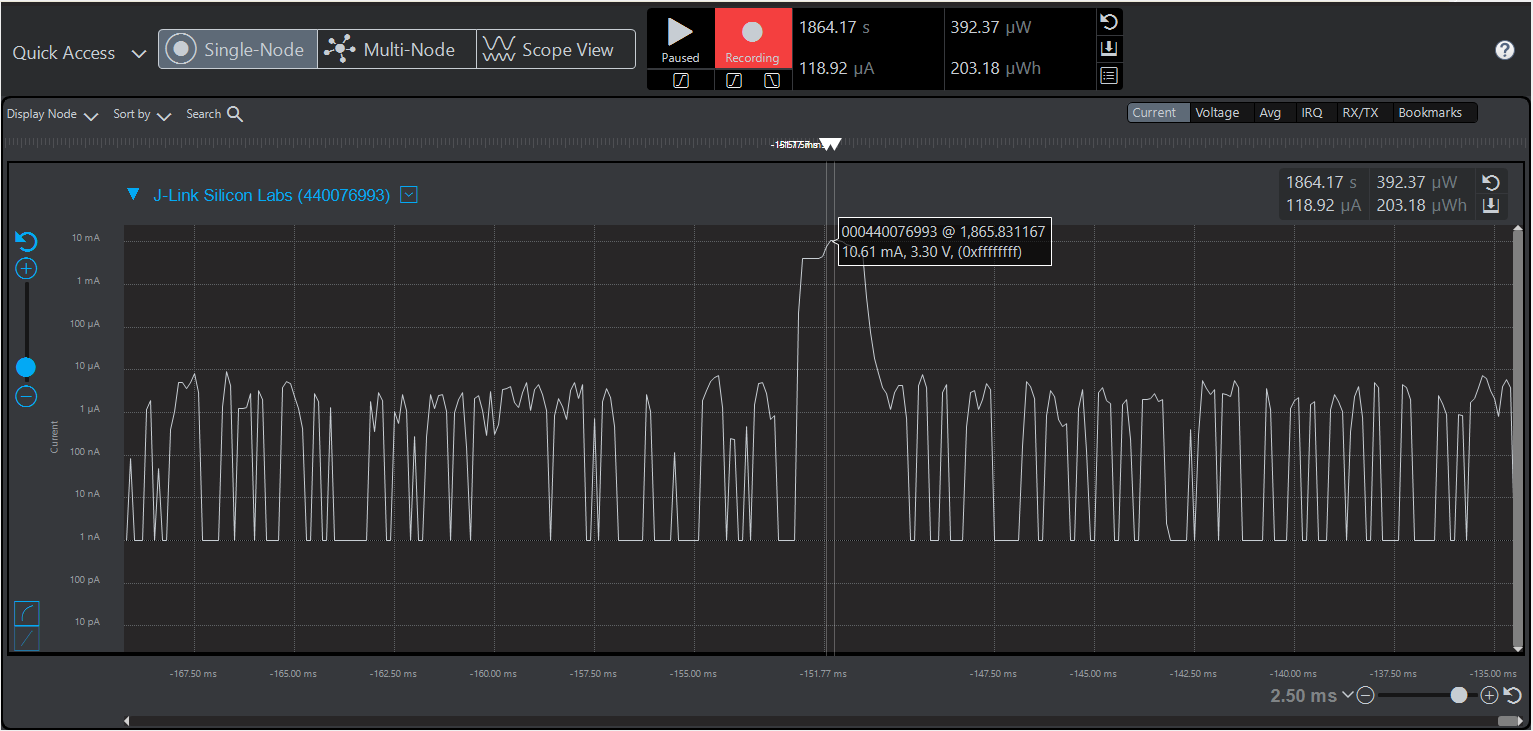 Quick Access
Single-Node
Multi-Node
Scope View
Paused
Recording
1864.17 s
118.92 µA
392.37 µW
203.18 µWh
?
Display Node
Sort by
Search
Current
Voltage
Avg
IRQ
RX/TX
Bookmarks
J-Link Silicon Labs (440076993)
1864.17 s
392.37 µW
118.92 µA
203.18 µWh
000440076993 @ 1,865.831167
10.61 mA, 3.30 V, (0xffffffff)
10 mA
1 mA
100 µA
10 µA
1 µA
100 nA
10 nA
1 nA
100 pA
10 pA
Current
-167.50 ms
-165.00 ms
-162.50 ms
-160.00 ms
-157.50 ms
-155.00 ms
-151.77 ms
-147.50 ms
-145.00 ms
-142.50 ms
-140.00 ms
-137.50 ms
-135.00 ms
2.50 ms